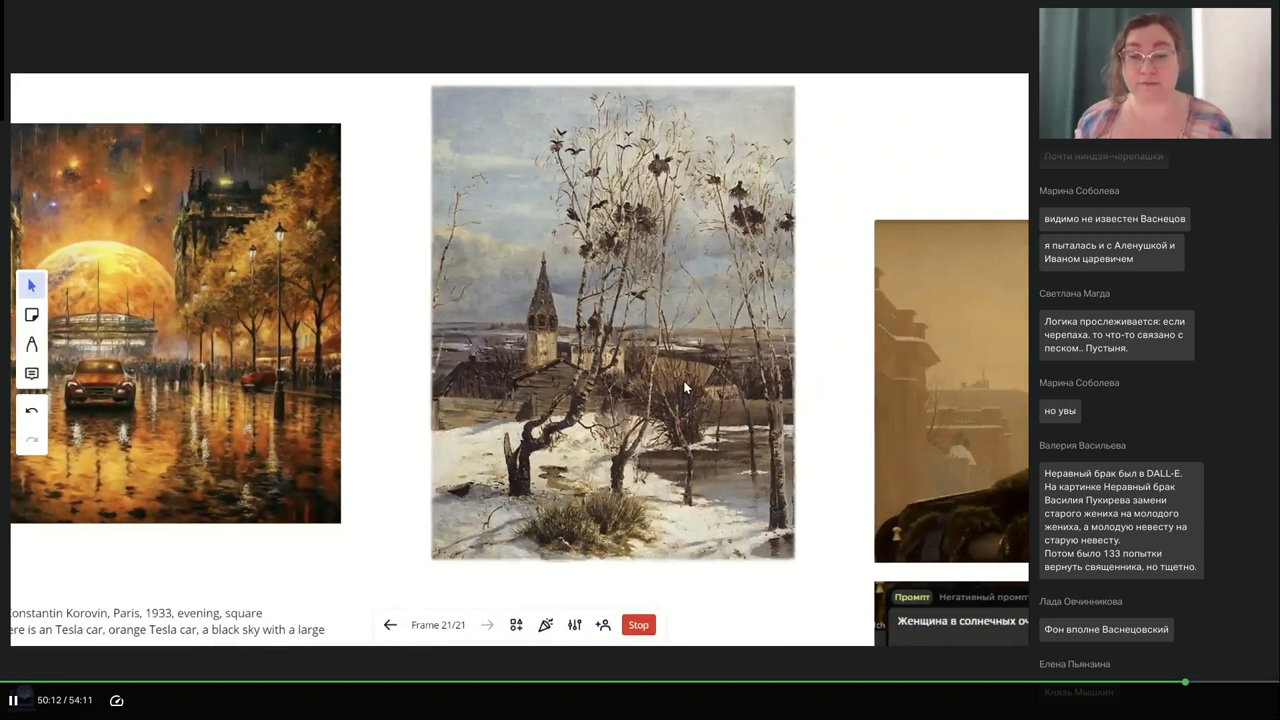 Почти ниндзя-черепашки
Марина Соболева
видимо не известен Васнецов
я пыталась и с Аленушкой и
Иваном царевичем
Светлана Магда
Логика прослеживается: если
черепаха. то что-то связано с
песком.. Пустыня.
Марина Соболева
но увы
Валерия Васильева
Неравный брак был в DALL-E.
На картинке Неравный брак
Василия Пукирева замени
старого жениха на молодого
жениха, а молодую невесту на
старую невесту.
Потом было 133 попытки
вернуть священника, но тщетно.
Лада Овчинникова
Фон вполне Васнецовский
Елена Пьянзина
Князь Мышкин
onstantin Korovin, Paris, 1933, evening, square
ere is an Tesla car, orange Tesla car, a black sky with a large
Frame 21/21
Stop
Промпт Негативный промпт
Женщина в солнечных оч
50:12 / 54:11